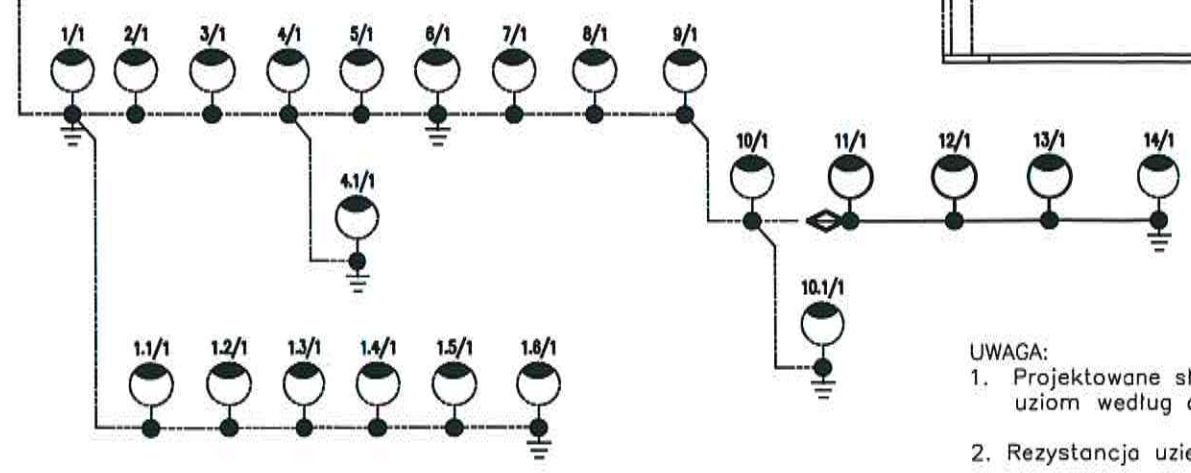 1/1 2/1 3/1 4/1 5/1 6/1 7/1 8/1 9/1
10/1 11/1 12/1 13/1 14/1
4.1/1
10.1/1
1.1/1 1.2/1 1.3/1 1.4/1 1.5/1 1.6/1
UWAGA:
1. Projektowane
uziom według
2. Rezystancja